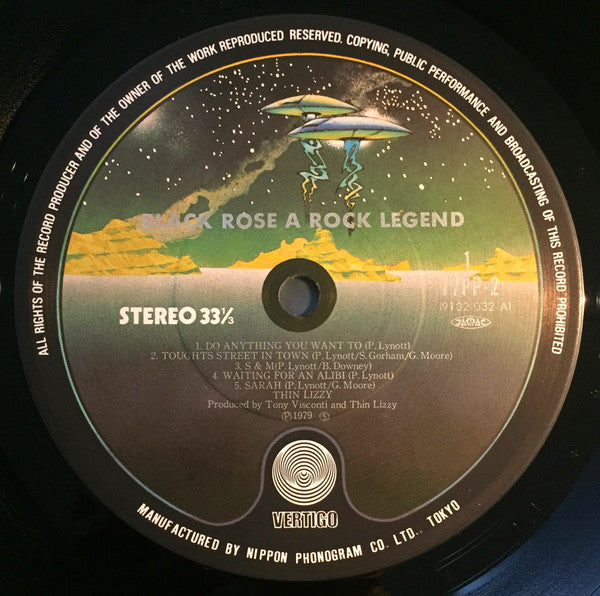 ALL RIGHTS OF THE RECORD PRODUCER AND OF THE OWNER OF THE WORK REPRODUCED RESERVED. COPYING, PUBLIC PERFORMANCE AND BROADCASTING OF THIS RECORD PROHIBITED
BLACK ROSE A ROCK LEGEND
1
(9102 032 A)
STEREO 33⅓
1. DO ANYTHING YOU WANT TO (P. Lynott)
2. TOUGHTS STREET IN TOWN (P. Lynott/S. Gorham/G. Moore)
3. S & M(P. Lynott/B. Downey)
4. WAITING FOR AN ALIBI (P. Lynott)
5. SARAH (P. Lynott/G. Moore)
THIN LIZZY
Produced by Tony Visconti and Thin Lizzy
Ⓟ1979 Ⓢ
VERTIGO
MANUFACTURED BY NIPPON PHONOGRAM CO. LTD., TOKYO